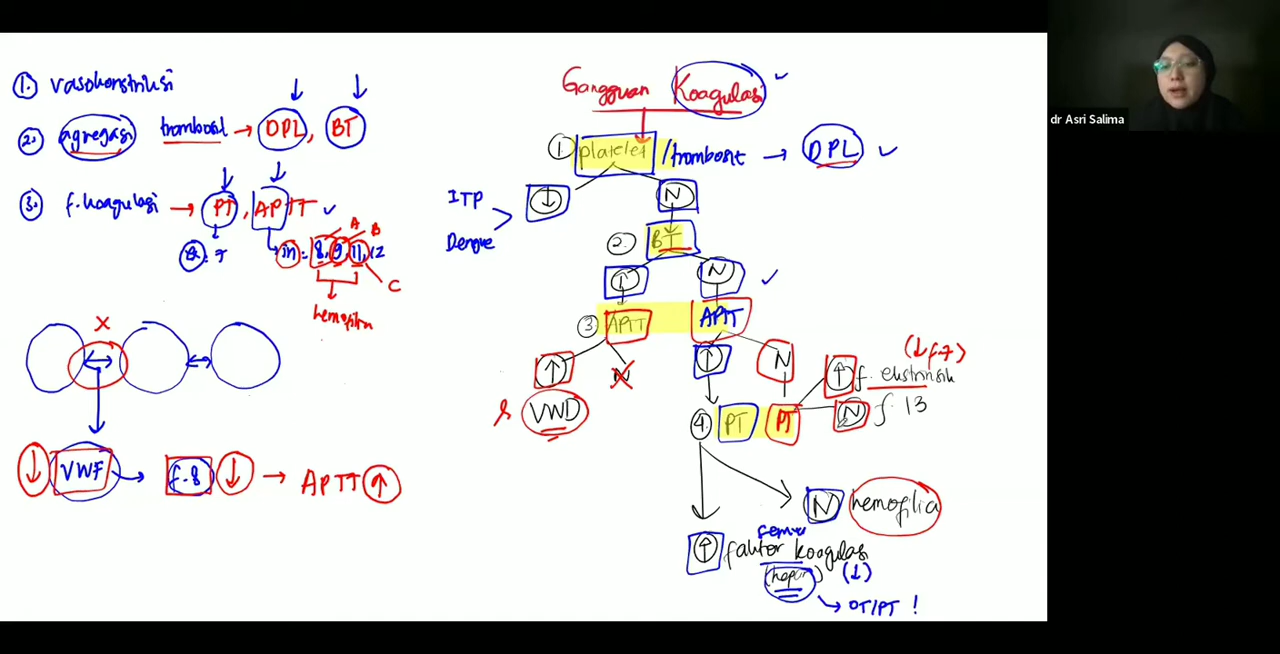 1. Vasokonstriksi
2. agregasi trombosit → DPL, BT
3. f. koagulasi → PT, APTT ✓
A
B
in: 8, 9, 11, 12
C
hemofilia
X
↓ VWF → f. 8 ↓ → APTT ↑
Gangguan Koagulasi ✓
1. platelet /trombosit → DPL ✓
ITP
Dengue
↓ N
2. BT
↑ N ✓
3. APTT APTT
↑ N ↑ N
VWD
(↓ f. 7)
↑ f. ekstrinsik
N f. 13
4. PT PT
N hemofilia
semua
↑ faktor koagulasi
(hepar) (↓)
→ OT/PT !
dr Asri Salima